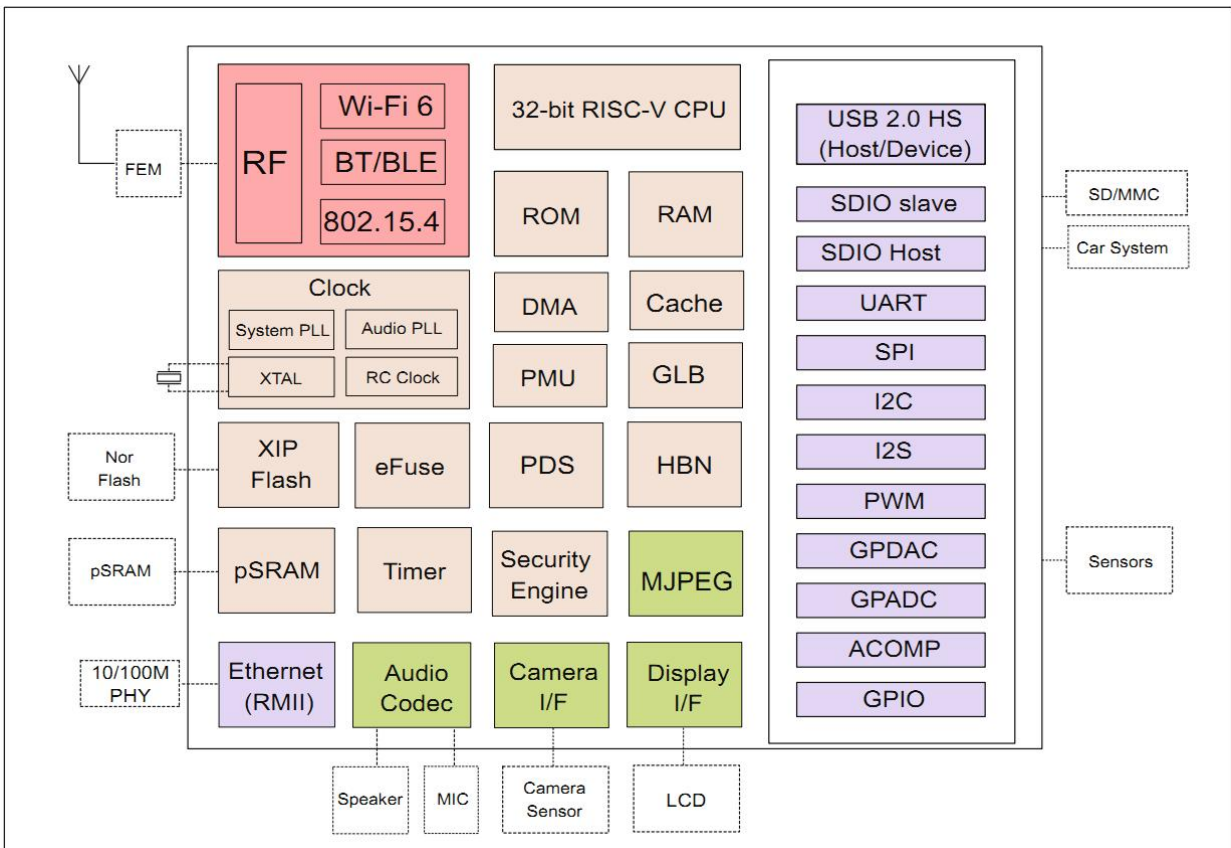 FEM
RF
Wi-Fi 6
BT/BLE
802.15.4
32-bit RISC-V CPU
ROM
RAM
Clock
System PLL
Audio PLL
XTAL
RC Clock
DMA
Cache
PMU
GLB
Nor
Flash
XIP
Flash
eFuse
PDS
HBN
pSRAM
pSRAM
Timer
Security
Engine
MJPEG
10/100M
PHY
Ethernet
(RMII)
Audio
Codec
Camera
I/F
Display
I/F
Speaker
MIC
Camera
Sensor
LCD
USB 2.0 HS
(Host/Device)
SDIO slave
SDIO Host
UART
SPI
I2C
I2S
PWM
GPDAC
GPADC
ACOMP
GPIO
SD/MMC
Car System
Sensors